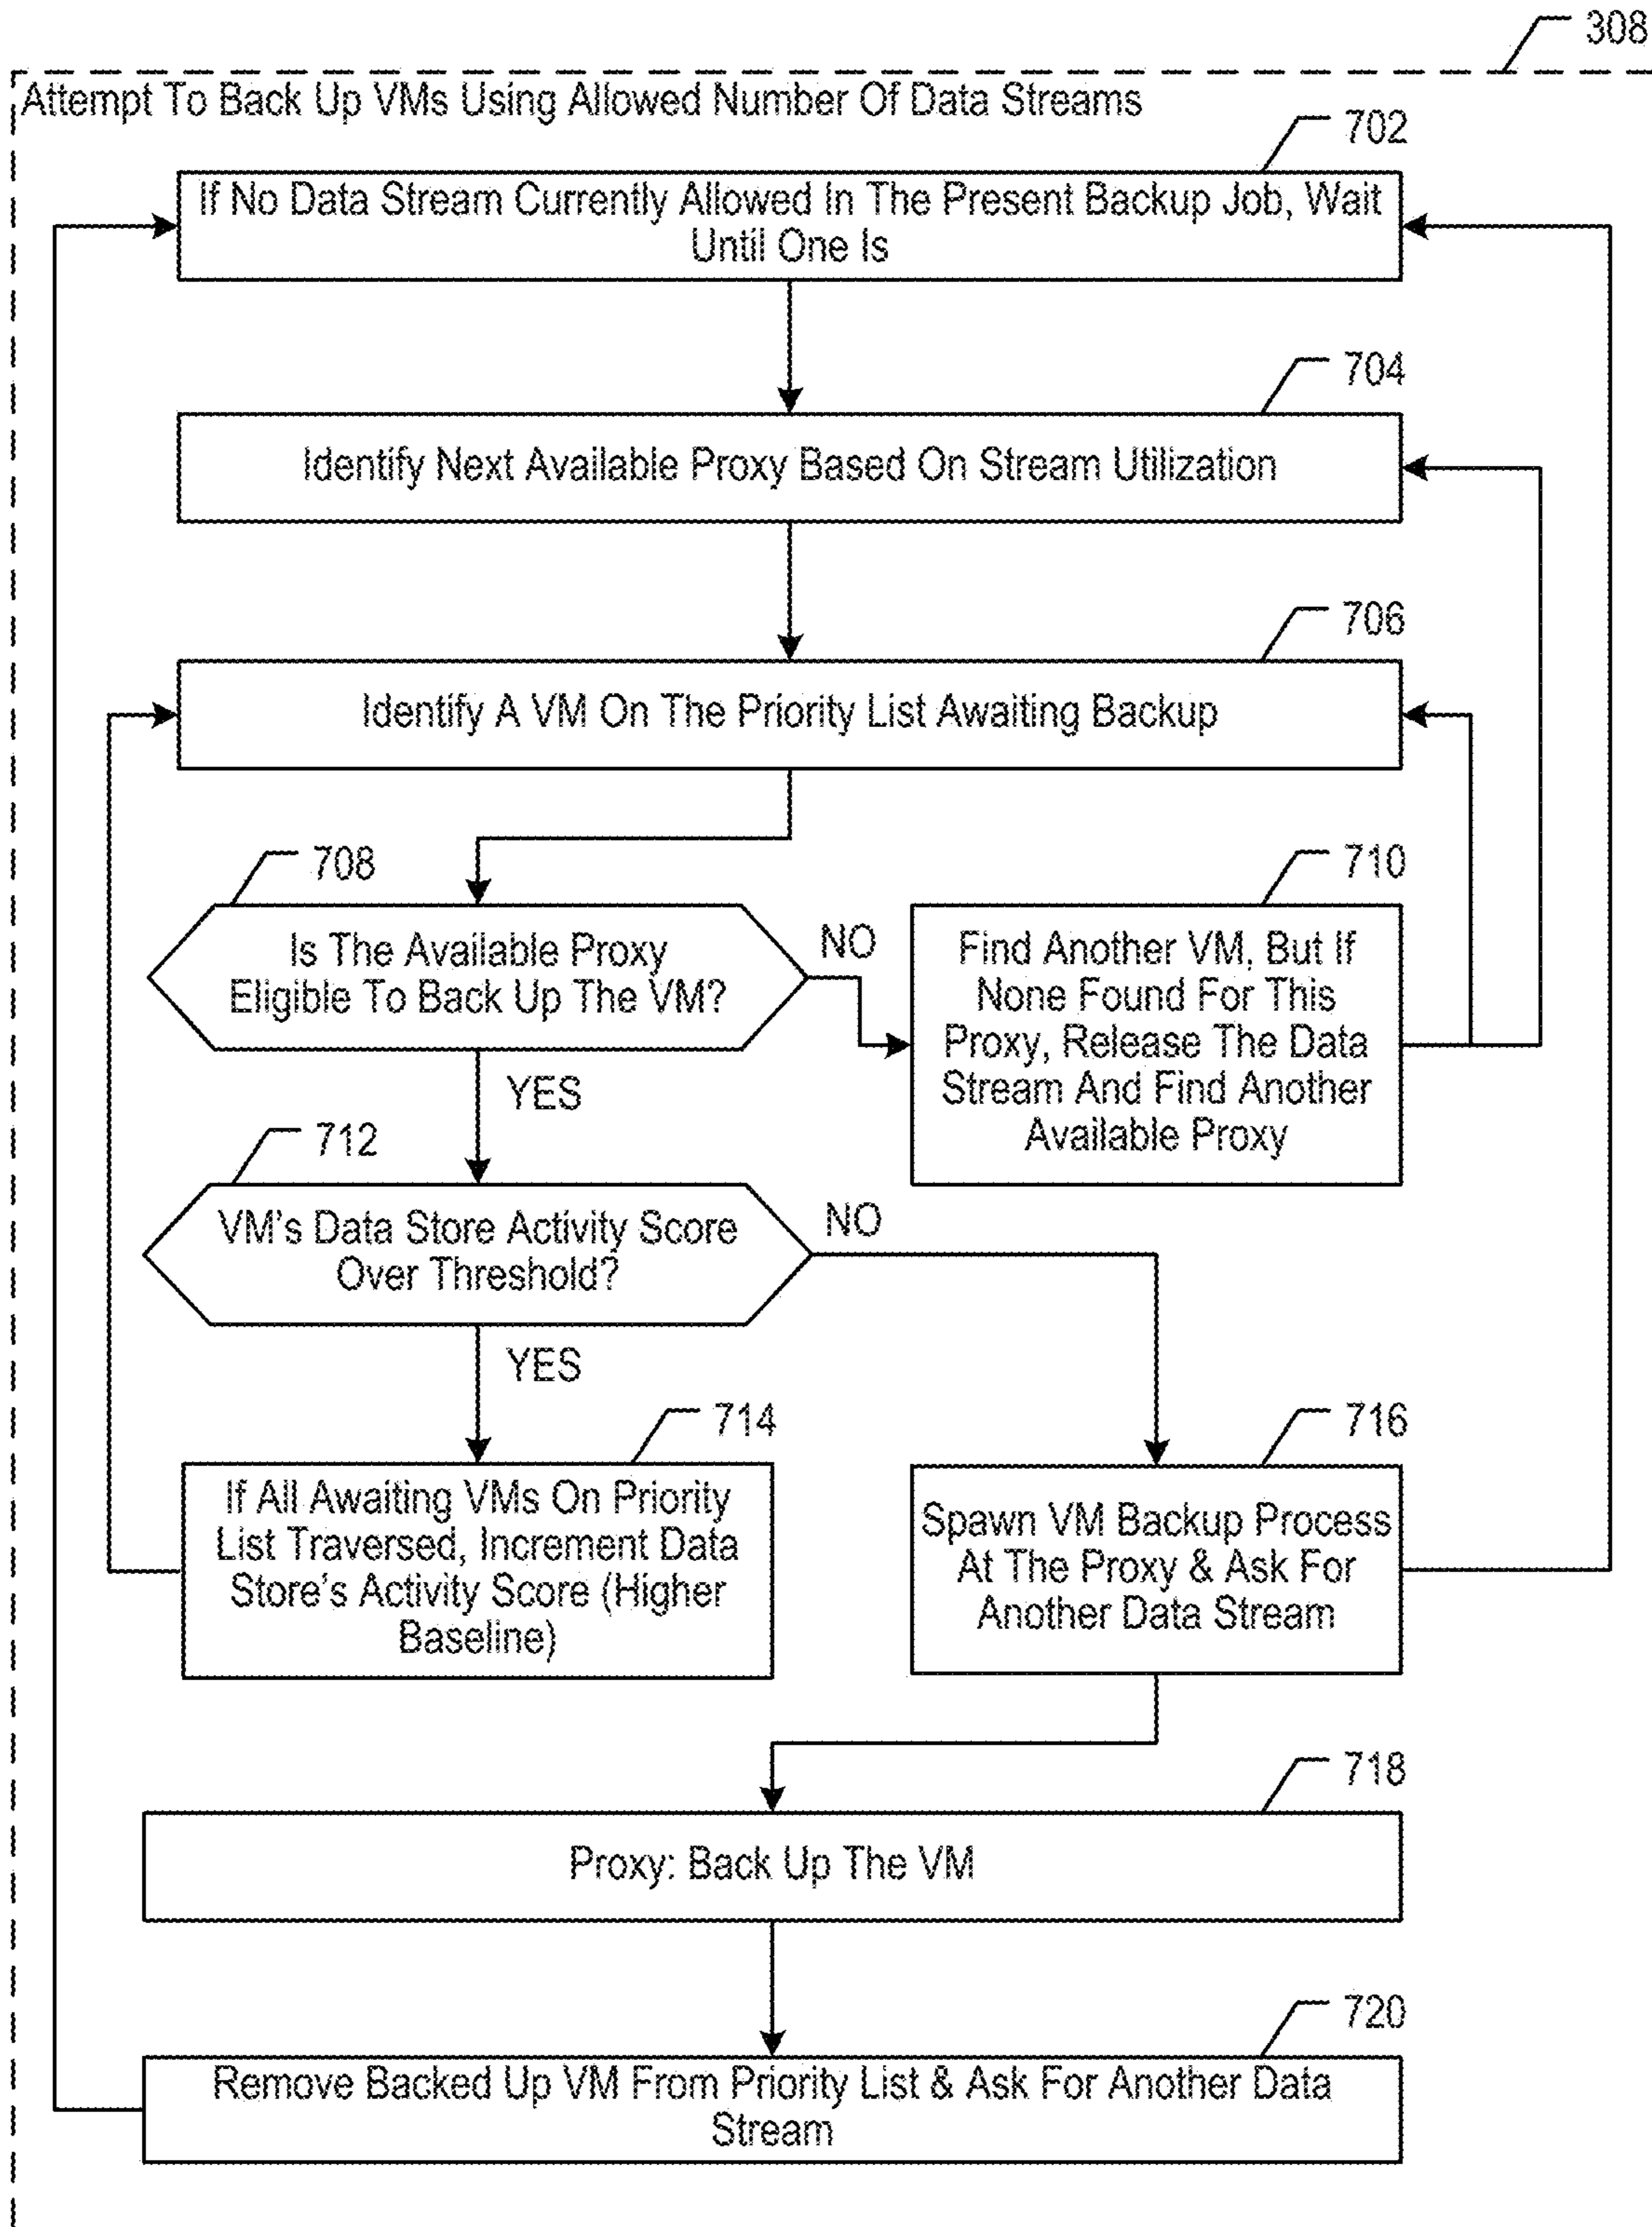 308
Attempt To Back Up VMs Using Allowed Number Of Data Streams
702
If No Data Stream Currently Allowed In The Present Backup Job, Wait
Until One Is
704
Identify Next Available Proxy Based On Stream Utilization
706
Identify A VM On The Priority List Awaiting Backup
708
Is The Available Proxy
Eligible To Back Up The VM?
NO
YES
710
Find Another VM, But If
None Found For This
Proxy, Release The Data
Stream And Find Another
Available Proxy
712
VM's Data Store Activity Score
Over Threshold?
NO
YES
714
If All Awaiting VMs On Priority
List Traversed, Increment Data
Store's Activity Score (Higher
Baseline)
716
Spawn VM Backup Process
At The Proxy & Ask For
Another Data Stream
718
Proxy: Back Up The VM
720
Remove Backed Up VM From Priority List & Ask For Another Data
Stream